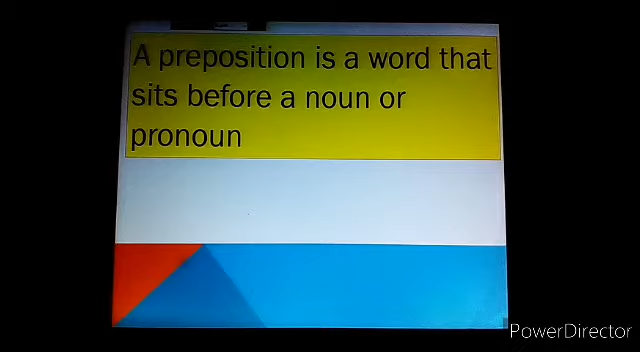 A preposition is a word that
sits before a noun or
pronoun
PowerDirector